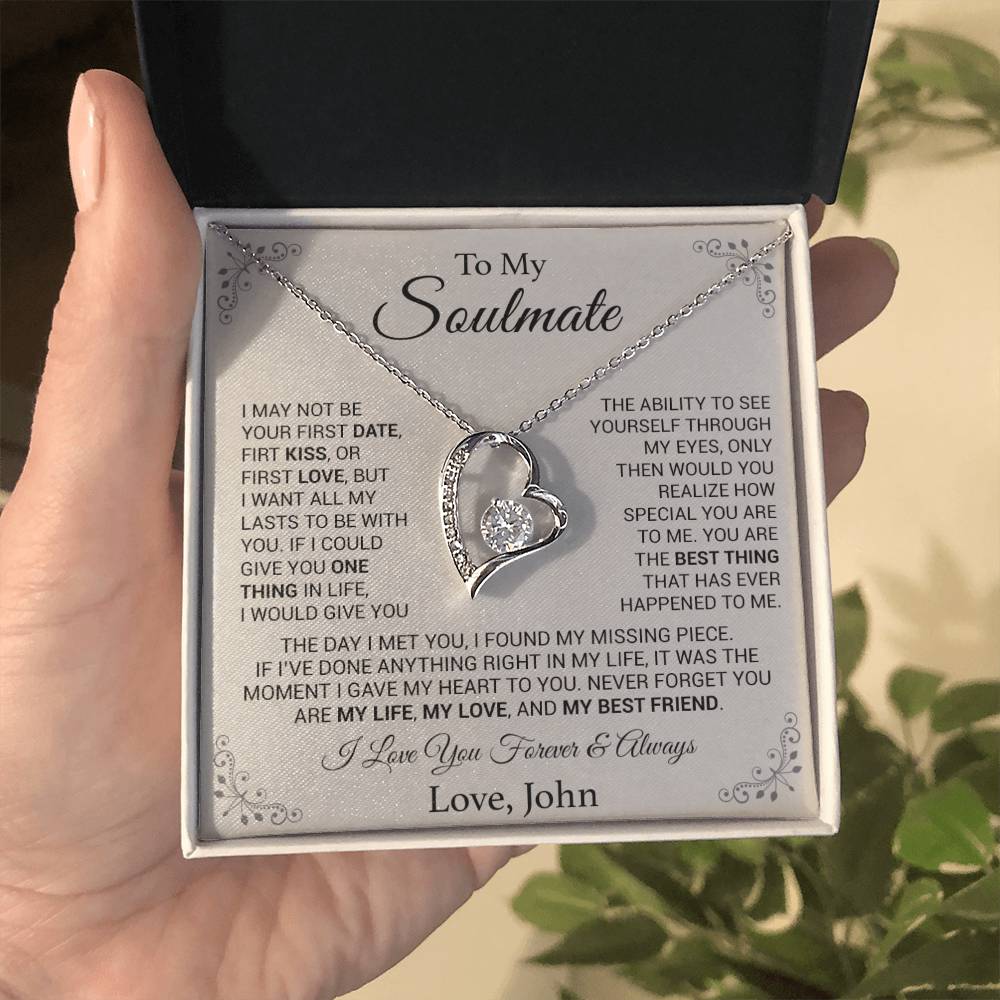 To My
Soulmate
I MAY NOT BE
YOUR FIRST DATE,
FIRT KISS, OR
FIRST LOVE, BUT
I WANT ALL MY
LASTS TO BE WITH
YOU. IF I COULD
GIVE YOU ONE
THING IN LIFE,
I WOULD GIVE YOU
THE ABILITY TO SEE
YOURSELF THROUGH
MY EYES, ONLY
THEN WOULD YOU
REALIZE HOW
SPECIAL YOU ARE
TO ME. YOU ARE
THE BEST THING
THAT HAS EVER
HAPPENED TO ME.
THE DAY I MET YOU, I FOUND MY MISSING PIECE.
IF I'VE DONE ANYTHING RIGHT IN MY LIFE, IT WAS THE
MOMENT I GAVE MY HEART TO YOU. NEVER FORGET YOU
ARE MY LIFE, MY LOVE, AND MY BEST FRIEND.
I Love You Forever & Always
Love, John